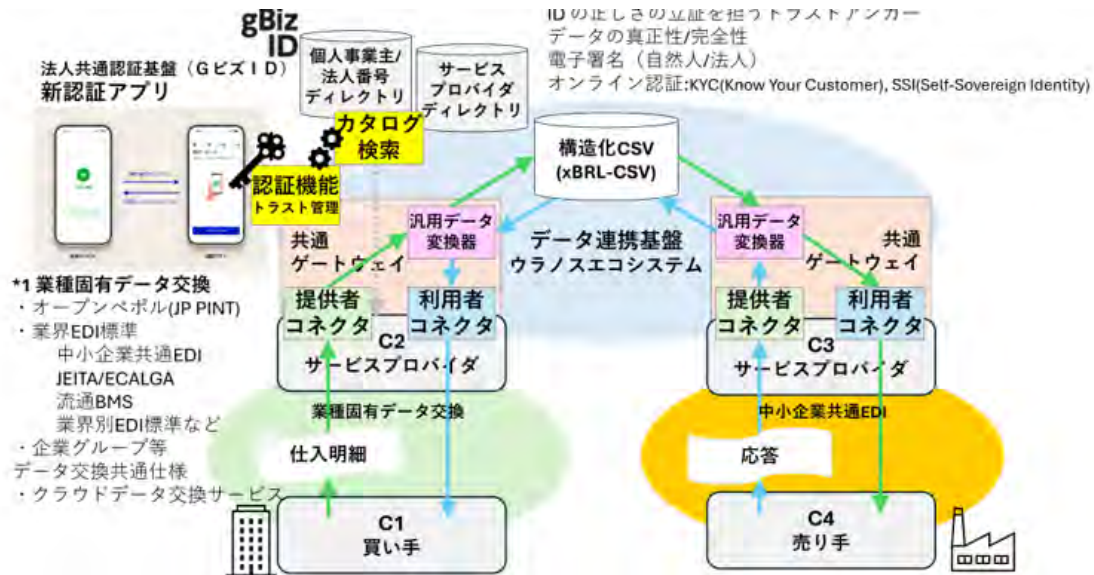 gBiz
ID
IDの正しさの立証を担うトラストアンカー
データの真正性/完全性
電子署名（自然人/法人）
オンライン認証:KYC(Know Your Customer), SSI(Self-Sovereign Identity)
法人共通認証基盤（GビズID）
新認証アプリ
個人事業主/
法人番号
ディレクトリ
サービス
プロバイダ
ディレクトリ
カタログ
検索
認証機能
トラスト管理
構造化CSV
(xBRL-CSV)
汎用データ
変換器
共通
ゲートウェイ
データ連携基盤
ウラノスエコシステム
汎用データ
変換器
共通
ゲートウェイ
提供者
コネクタ
利用者
コネクタ
提供者
コネクタ
利用者
コネクタ
C2
サービスプロバイダ
C3
サービスプロバイダ
*1 業種固有データ交換
・オープンペポル(JP PINT)
・業界EDI標準
中小企業共通EDI
JEITA/ECALGA
流通BMS
業界別EDI標準など
・企業グループ等
データ交換共通仕様
・クラウドデータ交換サービス
業種固有データ交換
中小企業共通EDI
仕入明細
応答
C1
買い手
C4
売り手